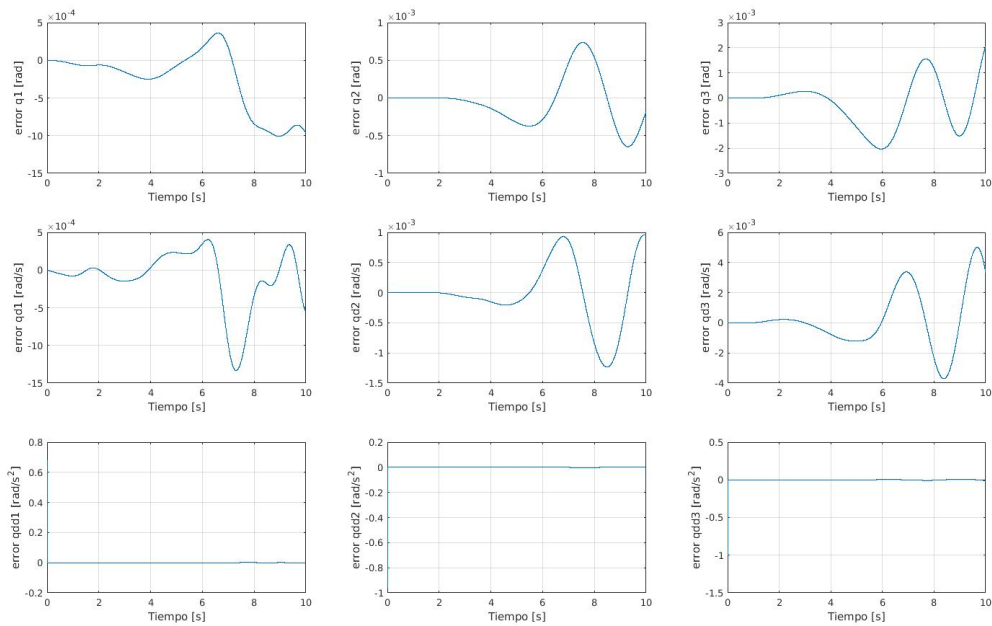 ×10⁻⁴
5
0
-5
-10
-15
error q1 [rad]
0 2 4 6 8 10
Tiempo [s]
×10⁻³
1
0.5
0
-0.5
-1
error q2 [rad]
0 2 4 6 8 10
Tiempo [s]
×10⁻³
3
2
1
0
-1
-2
-3
error q3 [rad]
0 2 4 6 8 10
Tiempo [s]
×10⁻⁴
5
0
-5
-10
-15
error qd1 [rad/s]
0 2 4 6 8 10
Tiempo [s]
×10⁻³
1
0.5
0
-0.5
-1
-1.5
error qd2 [rad/s]
0 2 4 6 8 10
Tiempo [s]
×10⁻³
6
4
2
0
-2
-4
error qd3 [rad/s]
0 2 4 6 8 10
Tiempo [s]
0.8
0.6
0.4
0.2
0
-0.2
error qdd1 [rad/s²]
0 2 4 6 8 10
Tiempo [s]
0.2
0
-0.2
-0.4
-0.6
-0.8
-1
error qdd2 [rad/s²]
0 2 4 6 8 10
Tiempo [s]
0.5
0
-0.5
-1
-1.5
error qdd3 [rad/s²]
0 2 4 6 8 10
Tiempo [s]